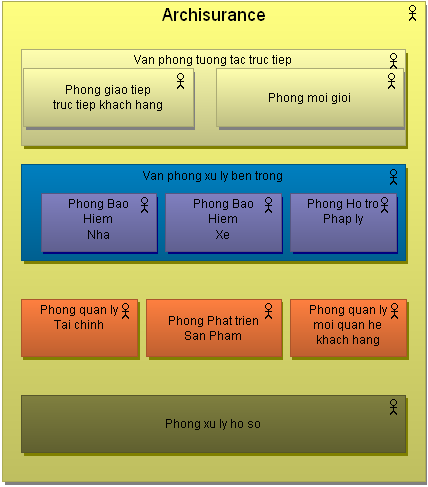 Archisurance
Van phong tuong tac truc tiep
Phong giao tiep
truc tiep khach hang
Phong moi gioi
Van phong xu ly ben trong
Phong Bao
Hiem
Nha
Phong Bao
Hiem
Xe
Phong Ho tro
Phap ly
Phong quan ly
Tai chinh
Phong Phat trien
San Pham
Phong quan ly
moi quan he
khach hang
Phong xu ly ho so